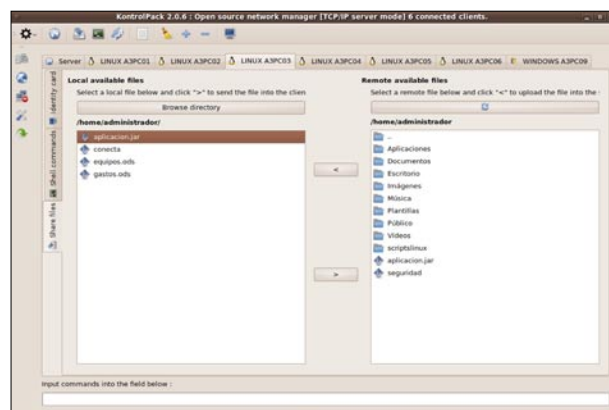 KontrolPack 2.0.6 : Open source network manager [TCP/IP server mode] 6 connected clients.
Server LINUX A3PC01 LINUX A3PC02 LINUX A3PC03 LINUX A3PC04 LINUX A3PC05 LINUX A3PC06 WINDOWS A3PC09
Identity card
Shell commands
Share files
Local available files
Select a local file below and click ">" to send the file into the clien
Browse directory
/home/administrador/
aplicacion.jar
conecta
equipos.ods
gastos.ods
<
>
Remote available files
Select a remote file below and click "<" to upload the file into the
/home/administrador
..
Aplicaciones
Documentos
Escritorio
Imágenes
Música
Plantillas
Público
Vídeos
scriptslinux
aplicacion.jar
seguridad
Input commands into the field below :